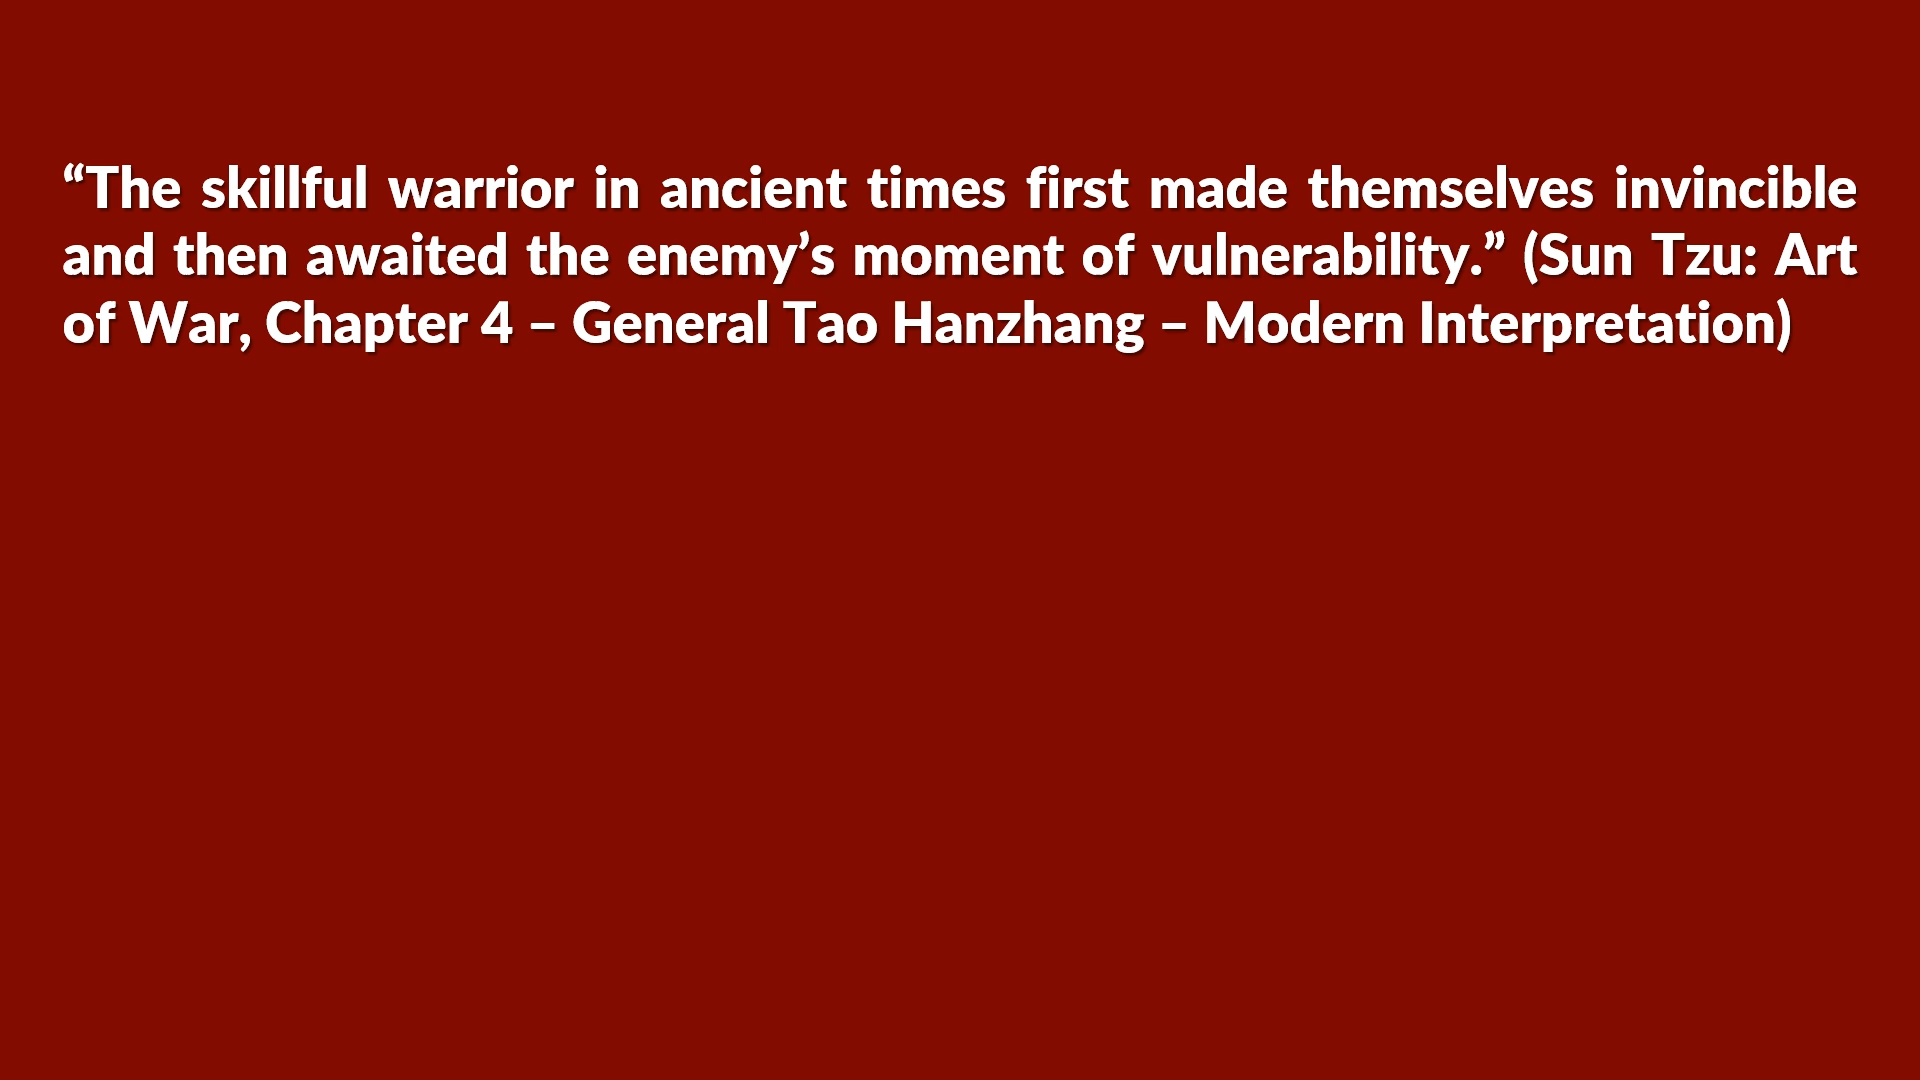 “The skillful warrior in ancient times first made themselves invincible
and then awaited the enemy’s moment of vulnerability.” (Sun Tzu: Art
of War, Chapter 4 – General Tao Hanzhang – Modern Interpretation)